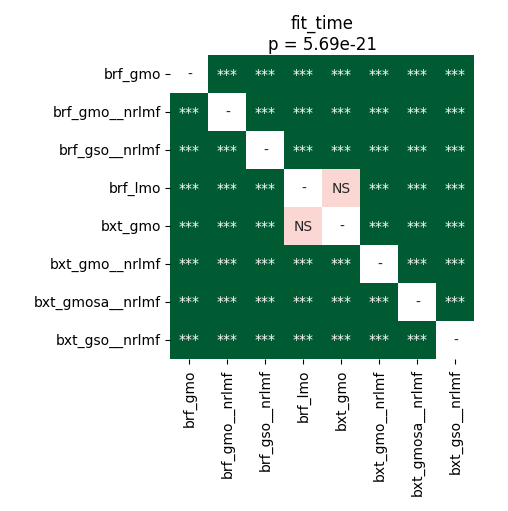 fit_time
p = 5.69e-21
brf_gmo - *** *** *** *** *** *** ***
brf_gmo__nrlmf *** - *** *** *** *** *** ***
brf_gso__nrlmf *** *** - *** *** *** *** ***
brf_lmo *** *** *** - NS *** *** ***
bxt_gmo *** *** *** NS - *** *** ***
bxt_gmo__nrlmf *** *** *** *** *** - *** ***
bxt_gmosa__nrlmf *** *** *** *** *** *** - ***
bxt_gso__nrlmf *** *** *** *** *** *** *** -
brf_gmo
brf_gmo__nrlmf
brf_gso__nrlmf
brf_lmo
bxt_gmo
bxt_gmo__nrlmf
bxt_gmosa__nrlmf
bxt_gso__nrlmf